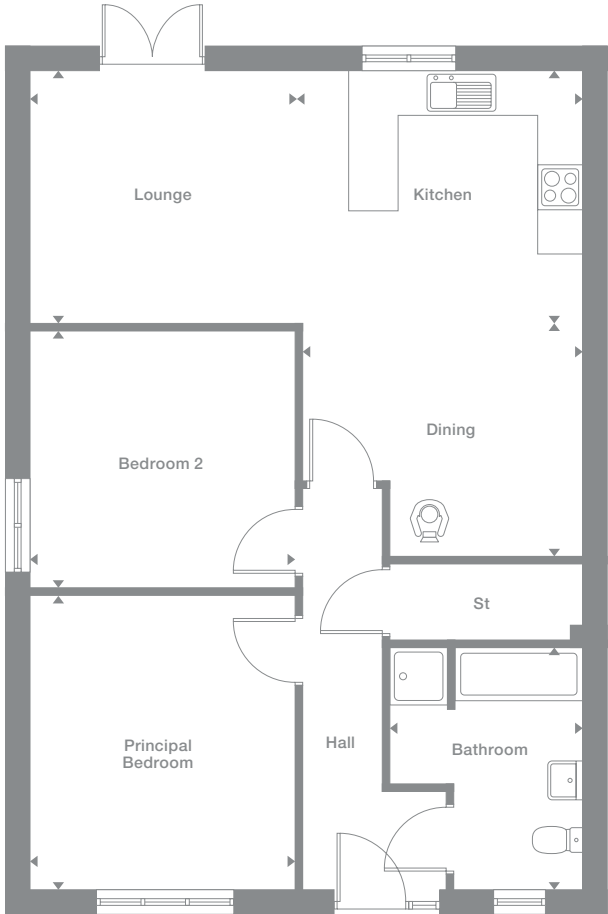 Lounge
Kitchen
Dining
Bedroom 2
St
Hall
Principal
Bedroom
Bathroom